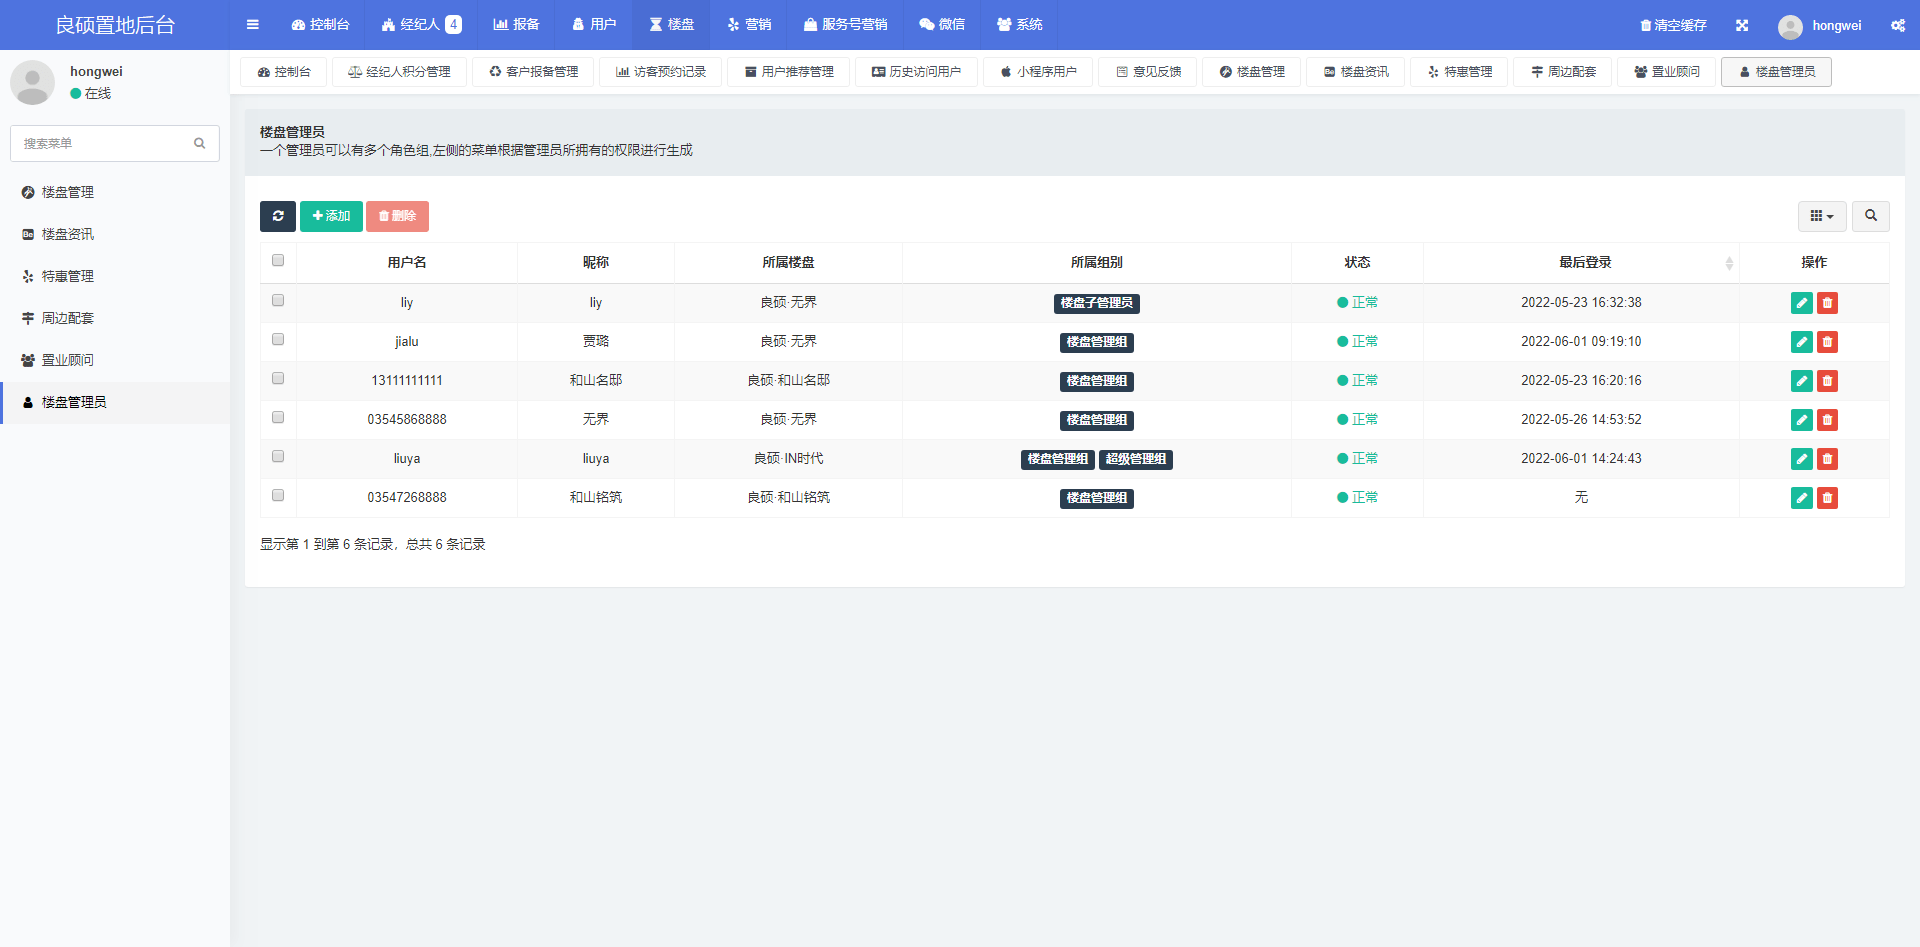 良硕置地后台 控制台 经纪人 4 报备 用户 楼盘 营销 服务号营销 微信 系统 清空缓存 hongwei
hongwei
在线
控制台 经纪人积分管理 客户报备管理 访客预约记录 用户推荐管理 历史访问用户 小程序用户 意见反馈 楼盘管理 楼盘资讯 特惠管理 周边配套 置业顾问 楼盘管理员
搜索菜单
楼盘管理
楼盘资讯
特惠管理
周边配套
置业顾问
楼盘管理员
楼盘管理员
一个管理员可以有多个角色组,左侧的菜单根据管理员所拥有的权限进行生成
添加 删除
用户名 昵称 所属楼盘 所属组别 状态 最后登录 操作
liy liy 良硕·无界 楼盘子管理员 正常 2022-05-23 16:32:38
jialu 贾璐 良硕·无界 楼盘管理组 正常 2022-06-01 09:19:10
13111111111 和山名邸 良硕·和山名邸 楼盘管理组 正常 2022-05-23 16:20:16
03545868888 无界 良硕·无界 楼盘管理组 正常 2022-05-26 14:53:52
liuya liuya 良硕·IN时代 楼盘管理组 超级管理组 正常 2022-06-01 14:24:43
03547268888 和山铭筑 良硕·和山铭筑 楼盘管理组 正常 无
显示第 1 到第 6 条记录，总共 6 条记录